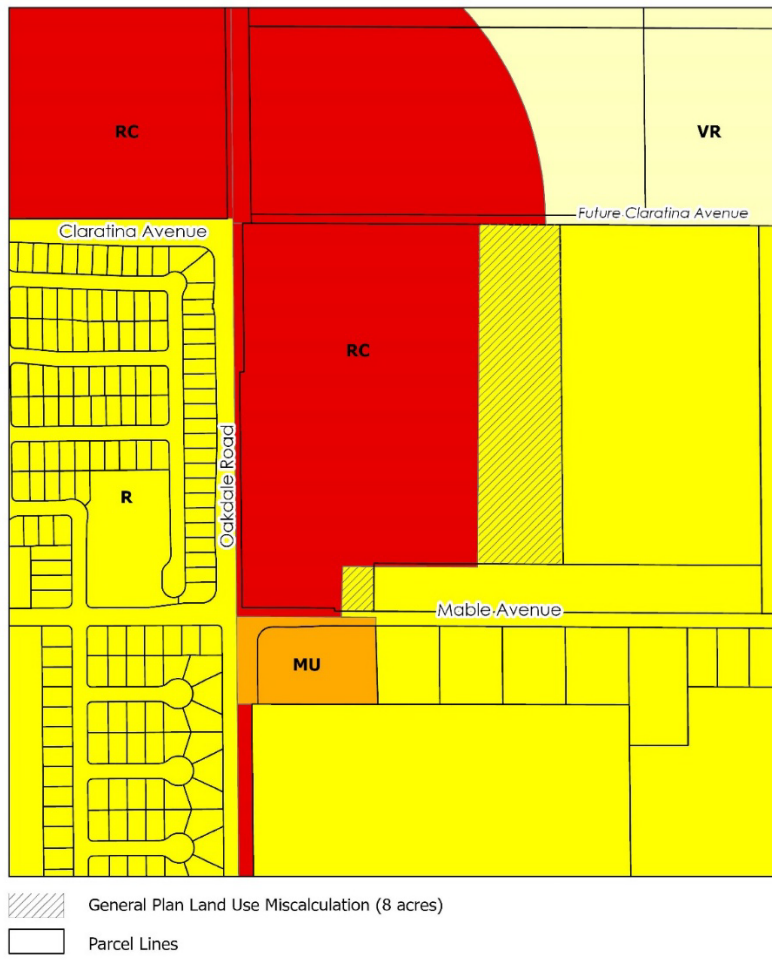 RC
VR
Future Claratina Avenue
Claratina Avenue
RC
Oakdale Road
R
Mable Avenue
MU
General Plan Land Use Miscalculation (8 acres)
Parcel Lines